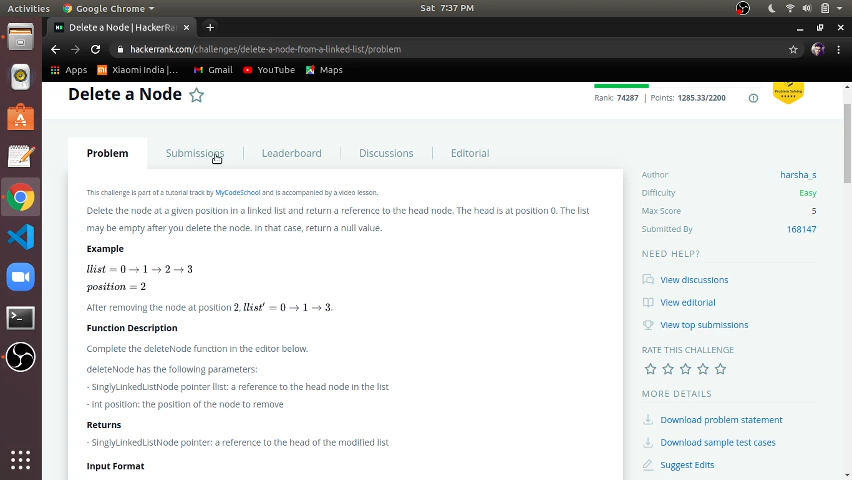 Activities
Google Chrome
Sat 7:37 PM
Delete a Node | HackerRan
hackerrank.com/challenges/delete-a-node-from-a-linked-list/problem
Apps
Xiaomi India |...
Gmail
YouTube
Maps
Delete a Node
Rank: 74287 | Points: 1285.33/2200
Problem Solving
Problem
Submissions
Leaderboard
Discussions
Editorial
This challenge is part of a tutorial track by MyCodeSchool and is accompanied by a video lesson.
Delete the node at a given position in a linked list and return a reference to the head node. The head is at position 0. The list
may be empty after you delete the node. In that case, return a null value.
Example
llist = 0 → 1 → 2 → 3
position = 2
After removing the node at position 2, llist' = 0 → 1 → 3.
Function Description
Complete the deleteNode function in the editor below.
deleteNode has the following parameters:
- SinglyLinkedListNode pointer llist: a reference to the head node in the list
- int position: the position of the node to remove
Returns
- SinglyLinkedListNode pointer: a reference to the head of the modified list
Input Format
Author
harsha_s
Difficulty
Easy
Max Score
5
Submitted By
168147
NEED HELP?
View discussions
View editorial
View top submissions
RATE THIS CHALLENGE
MORE DETAILS
Download problem statement
Download sample test cases
Suggest Edits